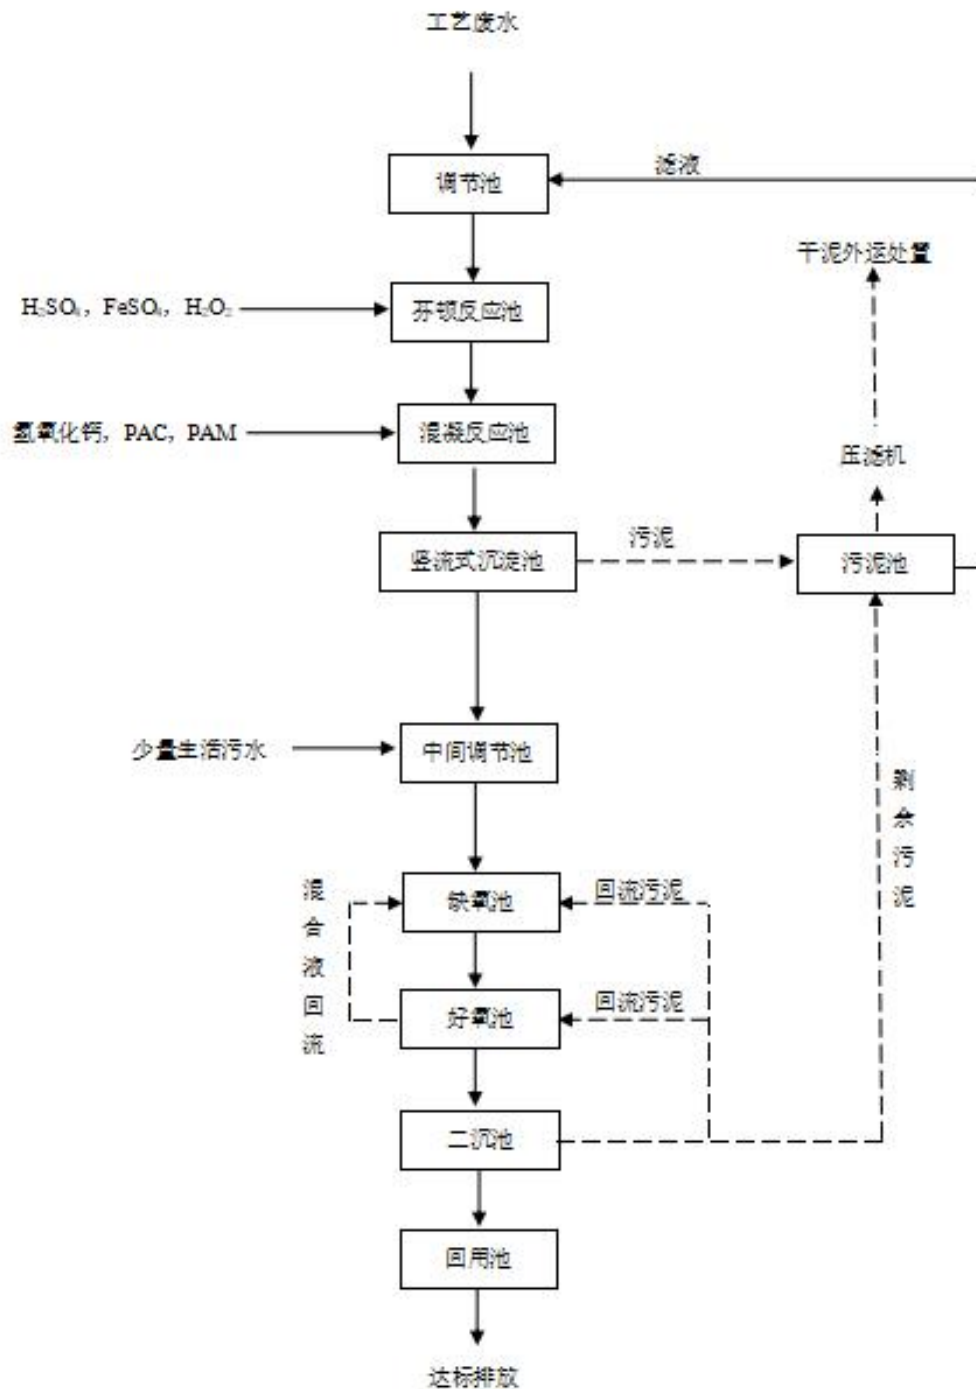 工艺废水
调节池
滤液
干泥外运处置
H₂SO₄，FeSO₄，H₂O₂
芬顿反应池
氢氧化钙，PAC，PAM
混凝反应池
压滤机
竖流式沉淀池
污泥
污泥池
少量生活污水
中间调节池
剩余污泥
混合液回流
缺氧池
回流污泥
好氧池
回流污泥
二沉池
回用池
达标排放